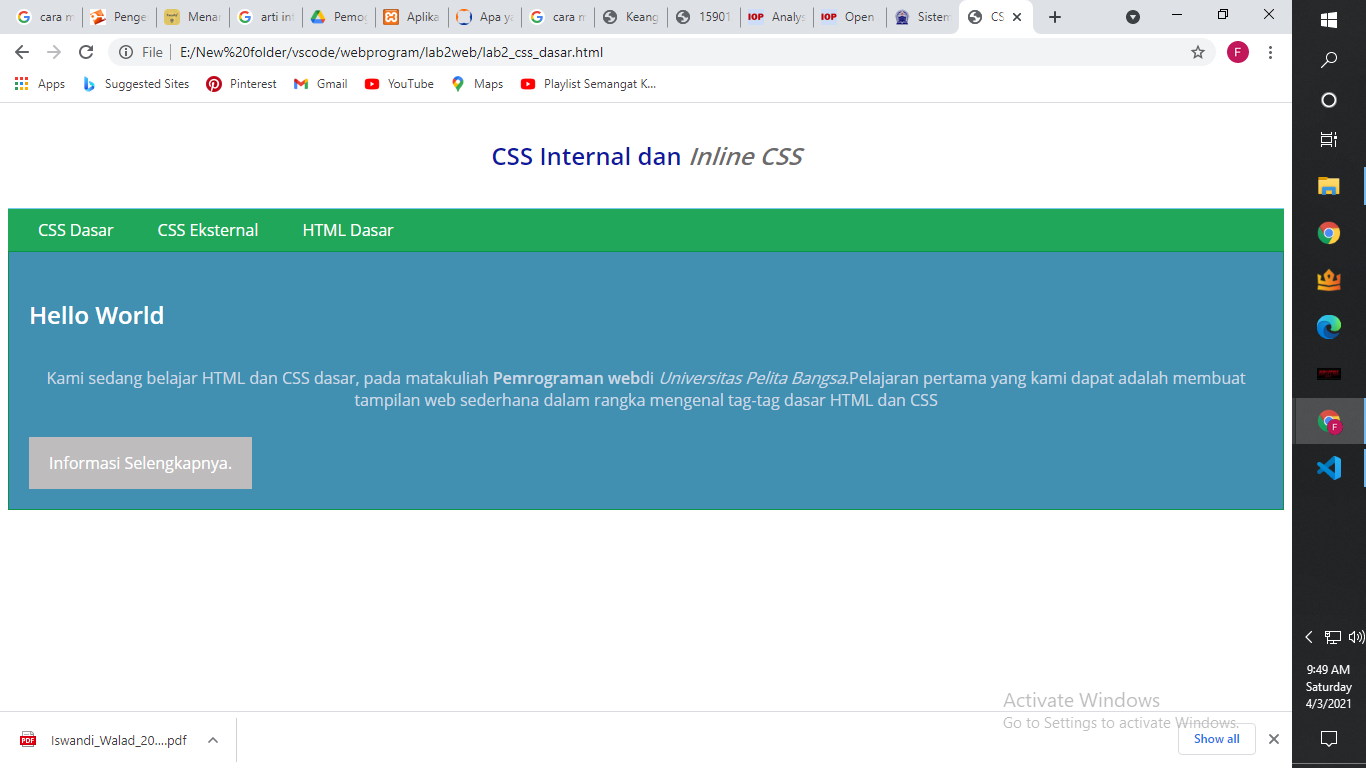 cara m
Penge
Menar
arti int
Pemog
Aplika
Apa ya
cara m
Keang
15901
IOP Analys
IOP Open
Sistem
CS
File
E:/New%20folder/vscode/webprogram/lab2web/lab2_css_dasar.html
F
Apps
Suggested Sites
Pinterest
Gmail
YouTube
Maps
Playlist Semangat K...
CSS Internal dan Inline CSS
CSS Dasar
CSS Eksternal
HTML Dasar
Hello World
Kami sedang belajar HTML dan CSS dasar, pada matakuliah Pemrograman webdi Universitas Pelita Bangsa.Pelajaran pertama yang kami dapat adalah membuat
tampilan web sederhana dalam rangka mengenal tag-tag dasar HTML dan CSS
Informasi Selengkapnya.
Activate Windows
Go to Settings to activate Windows.
Iswandi_Walad_20....pdf
Show all
F
9:49 AM
Saturday
4/3/2021